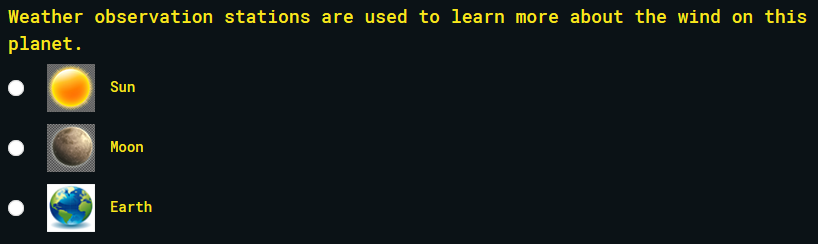 Weather observation stations are used to learn more about the wind on this
planet.
Sun
Moon
Earth